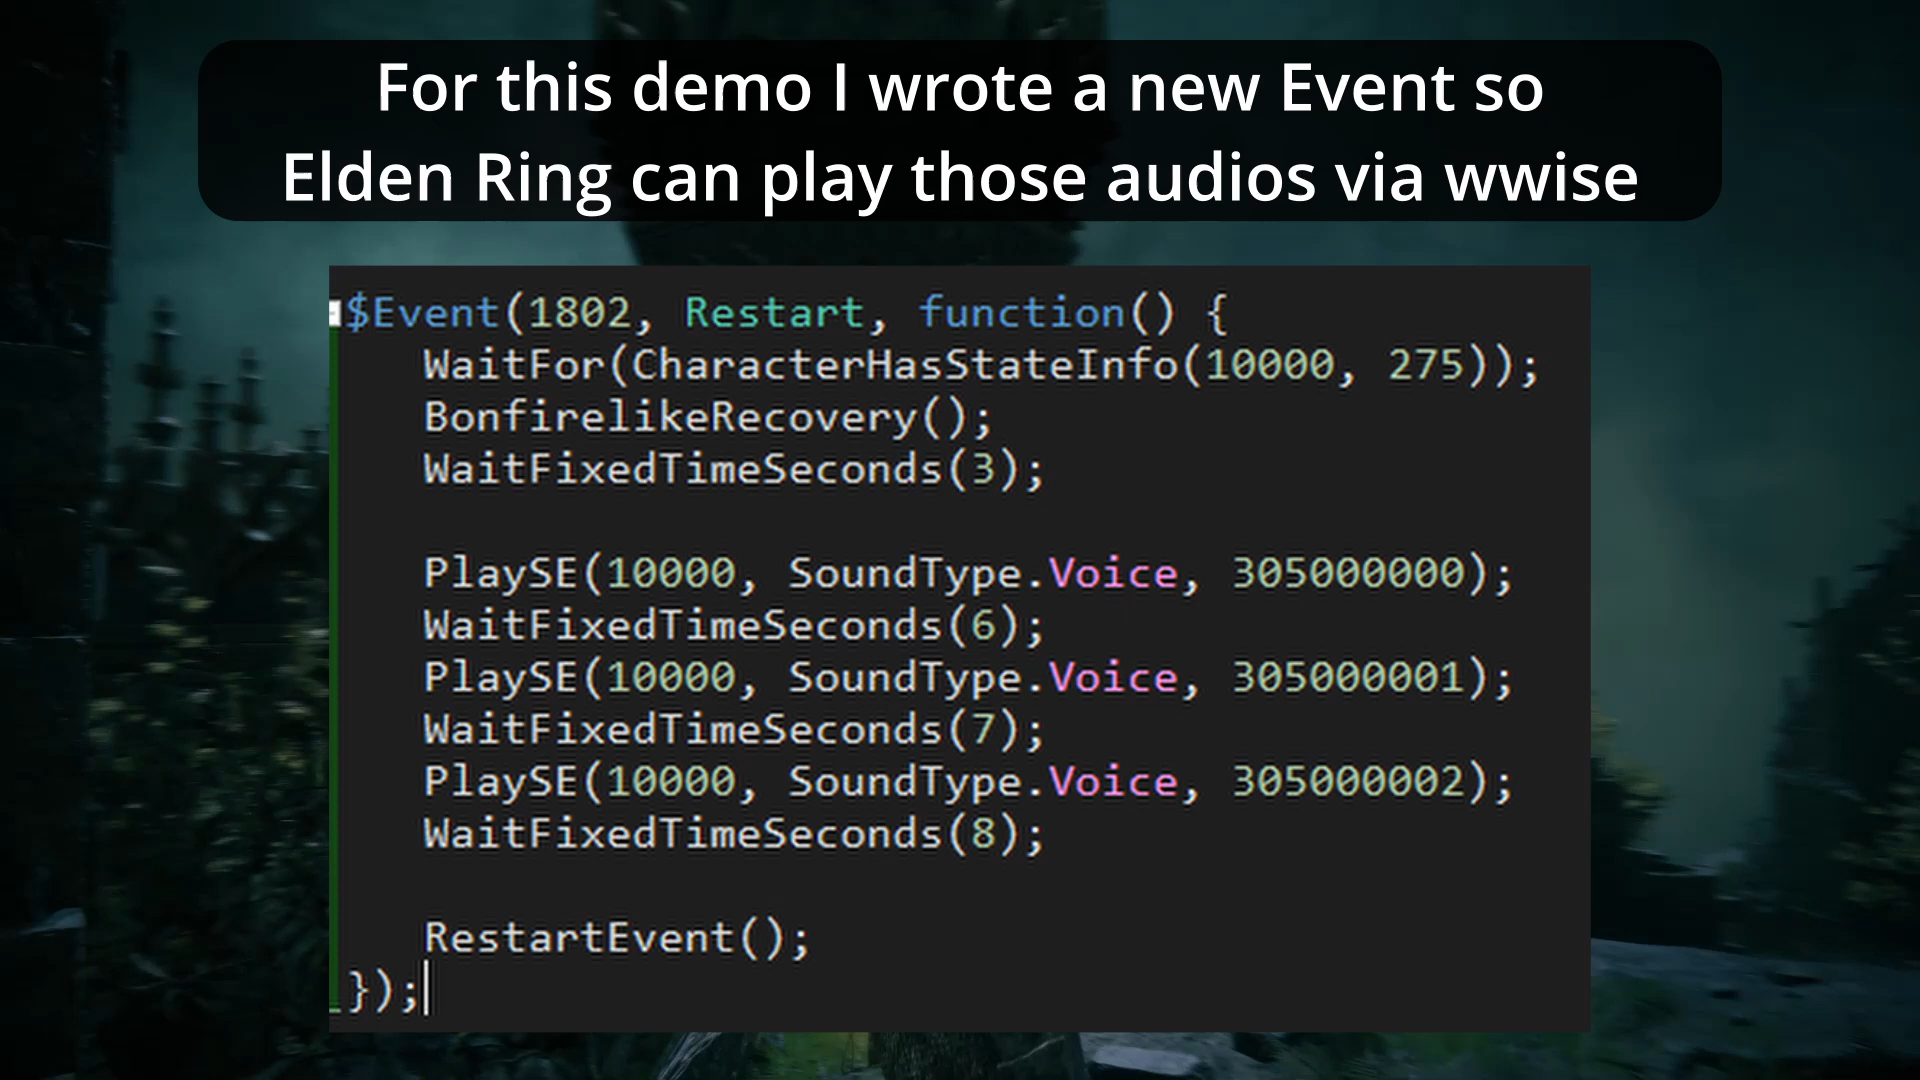 For this demo I wrote a new Event so
Elden Ring can play those audios via wwise
$Event(1802, Restart, function() {
WaitFor(CharacterHasStateInfo(10000, 275));
BonfirelikeRecovery();
WaitFixedTimeSeconds(3);
PlaySE(10000, SoundType.Voice, 305000000);
WaitFixedTimeSeconds(6);
PlaySE(10000, SoundType.Voice, 305000001);
WaitFixedTimeSeconds(7);
PlaySE(10000, SoundType.Voice, 305000002);
WaitFixedTimeSeconds(8);
RestartEvent();
});